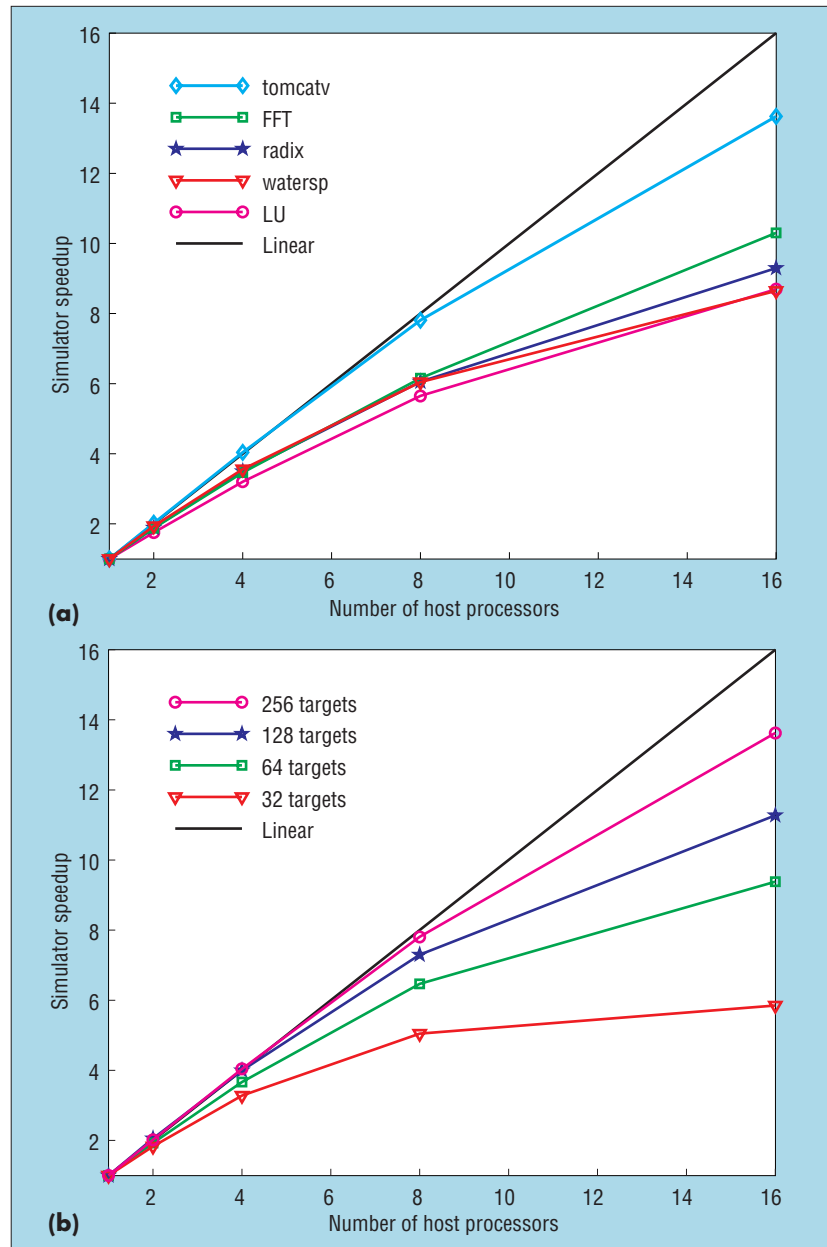 16
14
12
10
8
6
4
2
Simulator speedup
tomcatv
FFT
radix
watersp
LU
Linear
2 4 6 8 10 12 14 16
Number of host processors
(a)
16
14
12
10
8
6
4
2
Simulator speedup
256 targets
128 targets
64 targets
32 targets
Linear
2 4 6 8 10 12 14 16
Number of host processors
(b)